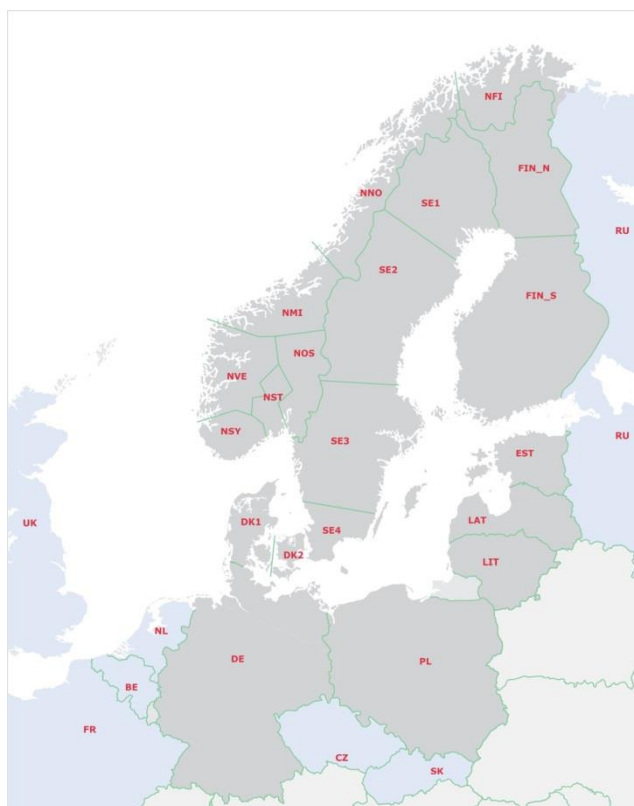 NFI
FIN_N
NNO
SE1
RU
SE2
FIN_S
NMI
NOS
NVE
NST
NSY
SE3
RU
EST
UK
DK1
LAT
SE4
DK2
LIT
NL
DE
PL
BE
FR
CZ
SK